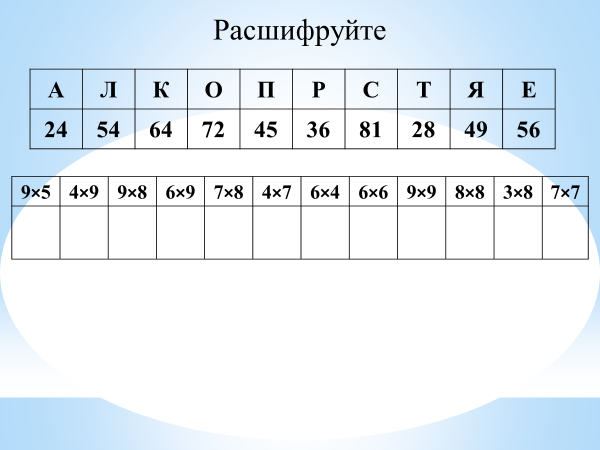 Расшифруйте
А Л К О П Р С Т Я Е
24 54 64 72 45 36 81 28 49 56
9×5 4×9 9×8 6×9 7×8 4×7 6×4 6×6 9×9 8×8 3×8 7×7